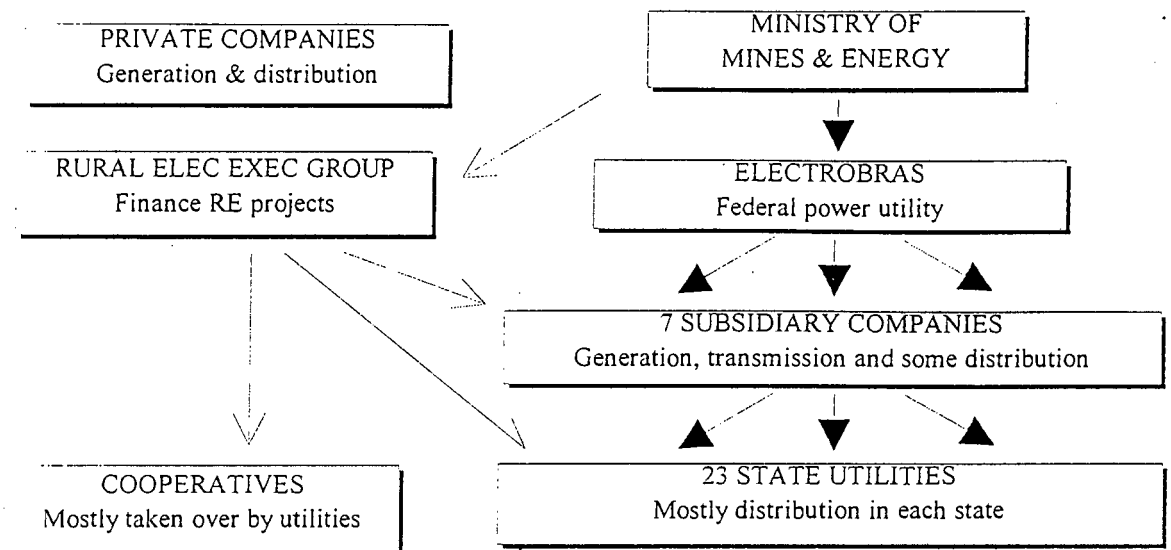 PRIVATE COMPANIES
Generation & distribution
MINISTRY OF
MINES & ENERGY
RURAL ELEC EXEC GROUP
Finance RE projects
ELECTROBRAS
Federal power utility
7 SUBSIDIARY COMPANIES
Generation, transmission and some distribution
COOPERATIVES
Mostly taken over by utilities
23 STATE UTILITIES
Mostly distribution in each state